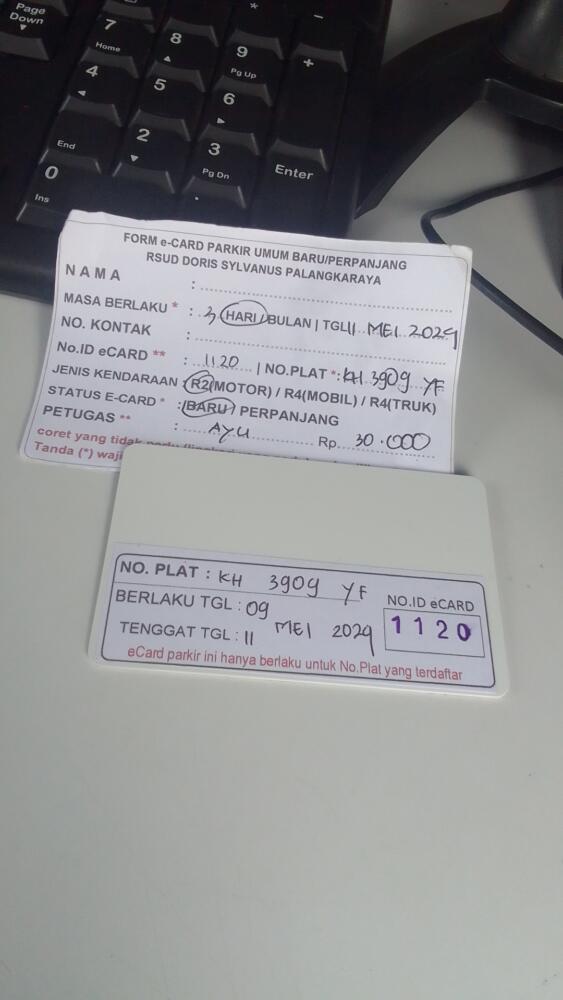 Page
Down
7
Home
8
9
Pg Up
+
4
5
6
End
2
3
Pg Dn
Enter
0
Ins
.
FORM e-CARD PARKIR UMUM BARU/PERPANJANG
RSUD DORIS SYLVANUS PALANGKARAYA
NAMA :
MASA BERLAKU * : 3 HARI / BULAN | TGL 11 MEI 2024
NO. KONTAK :
No.ID eCARD ** : 1120 | NO.PLAT * : KH 3909 YF
JENIS KENDARAAN : R2(MOTOR) / R4(MOBIL) / R4(TRUK)
STATUS E-CARD * : (BARU) / PERPANJANG
PETUGAS ** : AYU Rp. 30.000
coret yang tidak
Tanda (*) waji
NO. PLAT : KH 3909 YF
BERLAKU TGL : 09
TENGGAT TGL : 11 MEI 2024
NO.ID eCARD
1120
eCard parkir ini hanya berlaku untuk No.Plat yang terdaftar